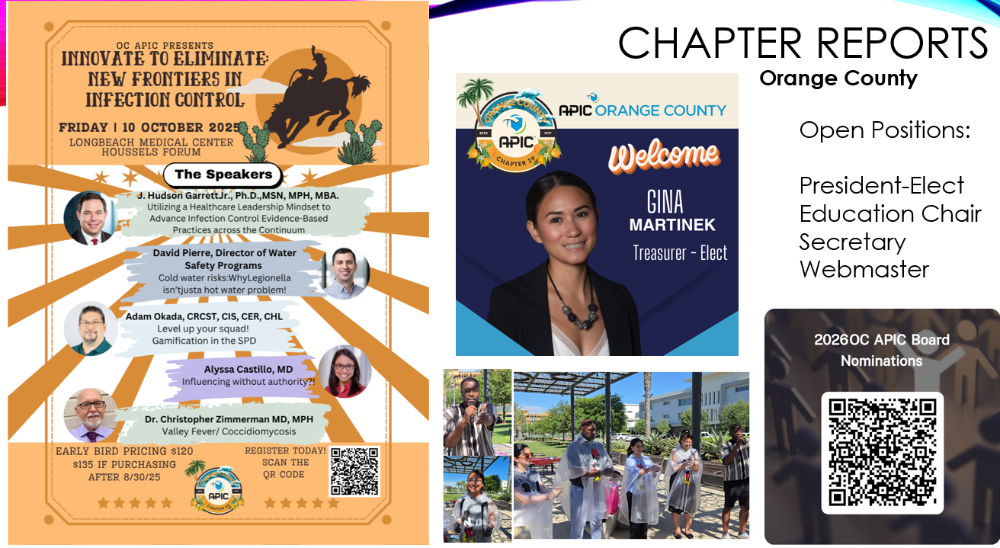 OC APIC PRESENTS
INNOVATE TO ELIMINATE:
NEW FRONTIERS IN
INFECTION CONTROL
FRIDAY | 10 OCTOBER 2025
LONGBEACH MEDICAL CENTER
HOUSSELS FORUM
The Speakers
J. Hudson GarrettJr., Ph.D.,MSN, MPH, MBA.
Utilizing a Healthcare Leadership Mindset to
Advance Infection Control Evidence-Based
Practices across the Continuum
David Pierre, Director of Water
Safety Programs
Cold water risks:WhyLegionella
isn'tjusta hot water problem!
Adam Okada, CRCST, CIS, CER, CHL
Level up your squad!
Gamification in the SPD
Alyssa Castillo, MD
Influencing without authority?!
Dr. Christopher Zimmerman MD, MPH
Valley Fever/ Coccidiomycosis
EARLY BIRD PRICING $120
$135 IF PURCHASING
AFTER 8/30/25
APIC
CHAPTER 29
REGISTER TODAY!
SCAN THE
QR CODE
ORANGE COUNTY
ESTD
1977
APIC
CHAPTER 29
APIC ORANGE COUNTY
Welcome
GINA
MARTINEK
Treasurer - Elect
CHAPTER REPORTS
Orange County
Open Positions:
President-Elect
Education Chair
Secretary
Webmaster
2026OC APIC Board
Nominations